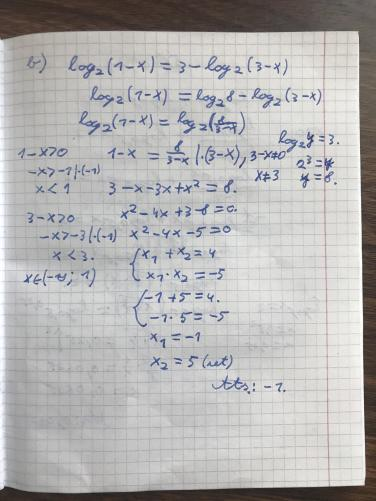 b) log₂(1-x) = 3 - log₂(3-x)
log₂(1-x) = log₂8 - log₂(3-x)
log₂(1-x) = log₂(8/(3-x))
log₂y = 3.
2³ = y
y = 8.
1-x>0
-x>-1 |·(-1)
x<1
1-x = 8/(3-x) |·(3-x), 3-x≠0
x≠3
3-x-3x+x² = 8.
3-x>0
-x>-3 |·(-1)
x<3.
x∈(-∞; 1)
x²-4x+3-8=0.
x²-4x-5=0
{ x₁+x₂=4
x₁·x₂=-5
{ -1+5=4.
-1·5=-5
x₁=-1
x₂=5 (net)
Ats.: -1.